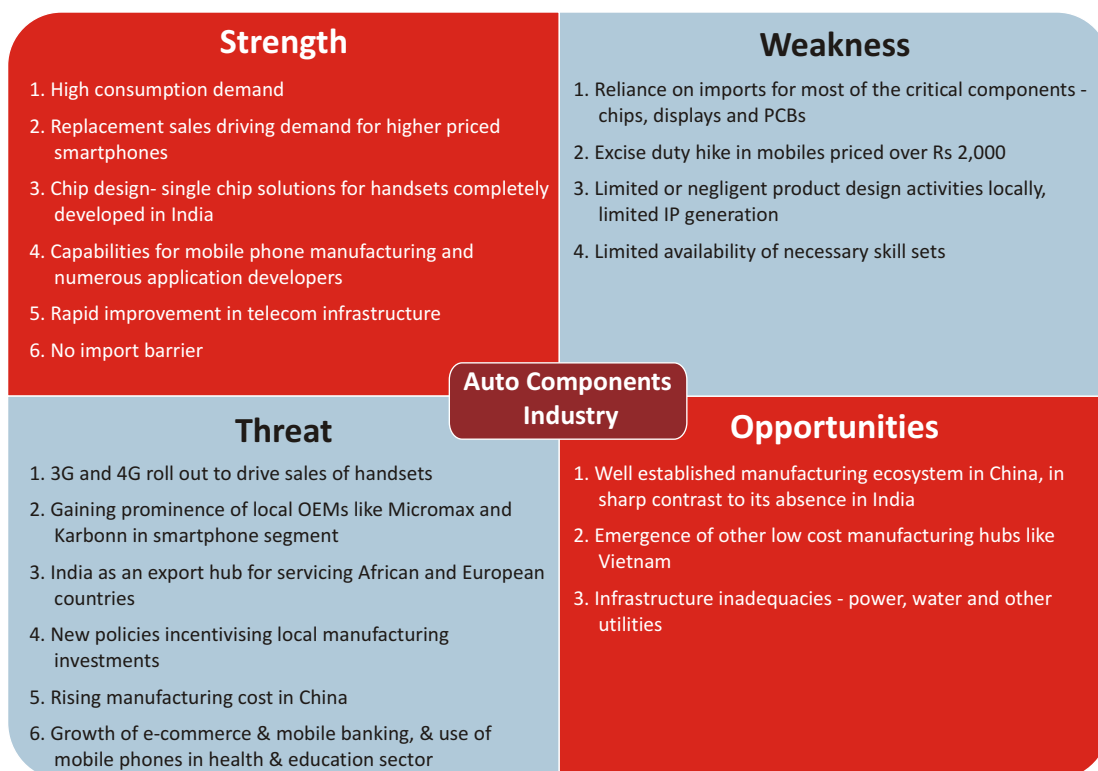 Strength
1. High consumption demand
2. Replacement sales driving demand for higher priced
smartphones
3. Chip design- single chip solutions for handsets completely
developed in India
4. Capabilities for mobile phone manufacturing and
numerous application developers
5. Rapid improvement in telecom infrastructure
6. No import barrier
Weakness
1. Reliance on imports for most of the critical components -
chips, displays and PCBs
2. Excise duty hike in mobiles priced over Rs 2,000
3. Limited or negligent product design activities locally,
limited IP generation
4. Limited availability of necessary skill sets
Auto Components
Industry
Threat
1. 3G and 4G roll out to drive sales of handsets
2. Gaining prominence of local OEMs like Micromax and
Karbonn in smartphone segment
3. India as an export hub for servicing African and European
countries
4. New policies incentivising local manufacturing
investments
5. Rising manufacturing cost in China
6. Growth of e-commerce & mobile banking, & use of
mobile phones in health & education sector
Opportunities
1. Well established manufacturing ecosystem in China, in
sharp contrast to its absence in India
2. Emergence of other low cost manufacturing hubs like
Vietnam
3. Infrastructure inadequacies - power, water and other
utilities